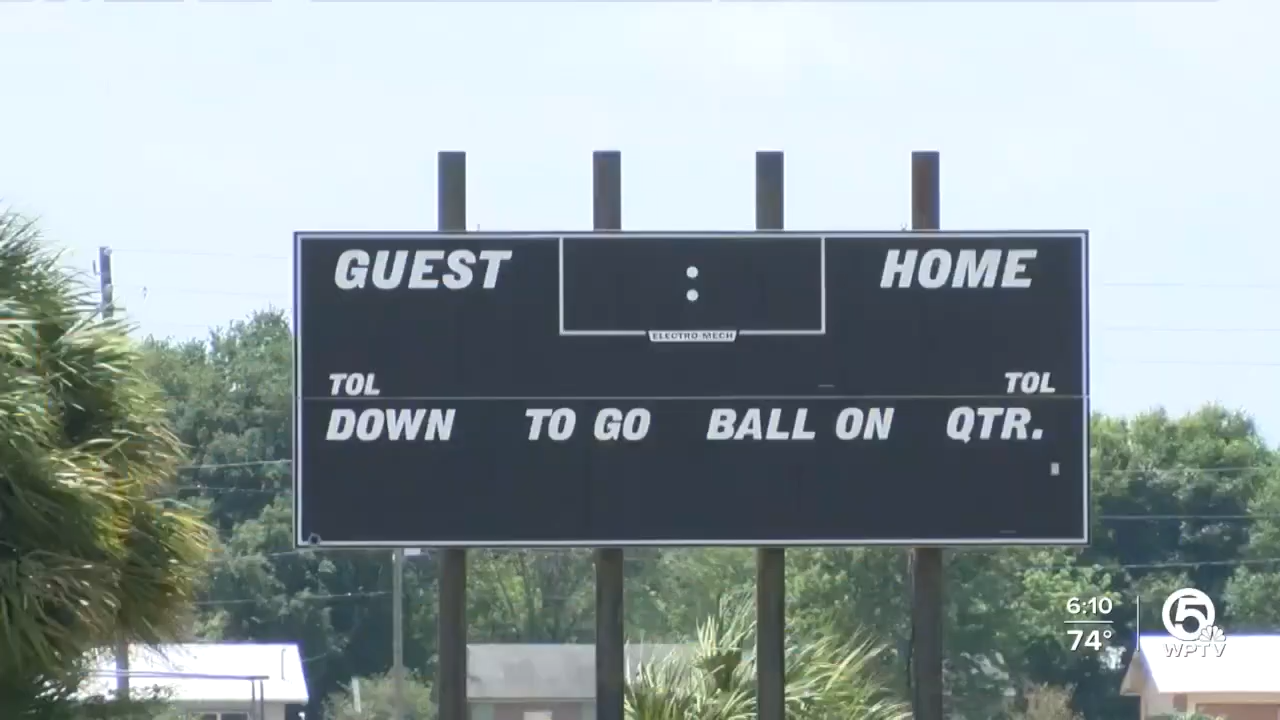 GUEST : HOME
ELECTRO-MECH
TOL TOL
DOWN TO GO BALL ON QTR.
6:10
74°
5
WPTV